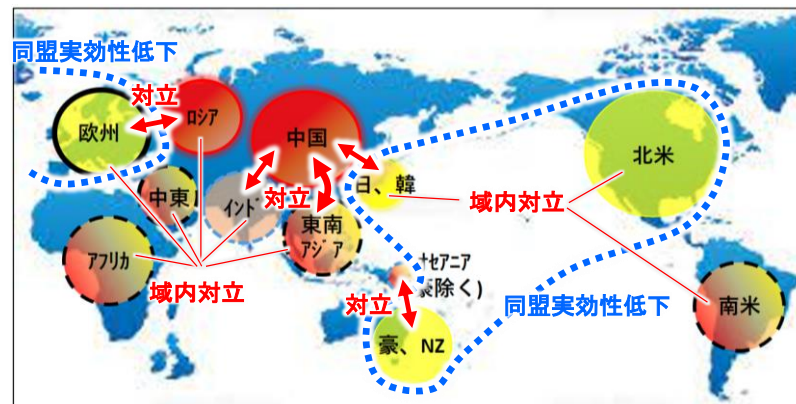 同盟実効性低下
対立
ロシア
欧州
中国
北米
中東
インド
対立
日、韓
域内対立
東南
アジア
アフリカ
域内対立
オセアニア
豪除く)
対立
同盟実効性低下
南米
豪、NZ